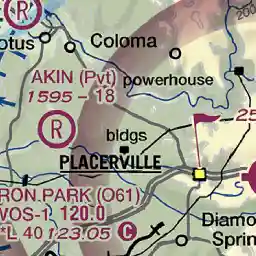 R
200
otus
Coloma
AKIN (Pvt)
1595 - 18
powerhouse
25
R
bldgs
PLACERVILLE
RON PARK (O61)
WOS-1 120.0
*L 40 123.05 C
Diamo
Sprin